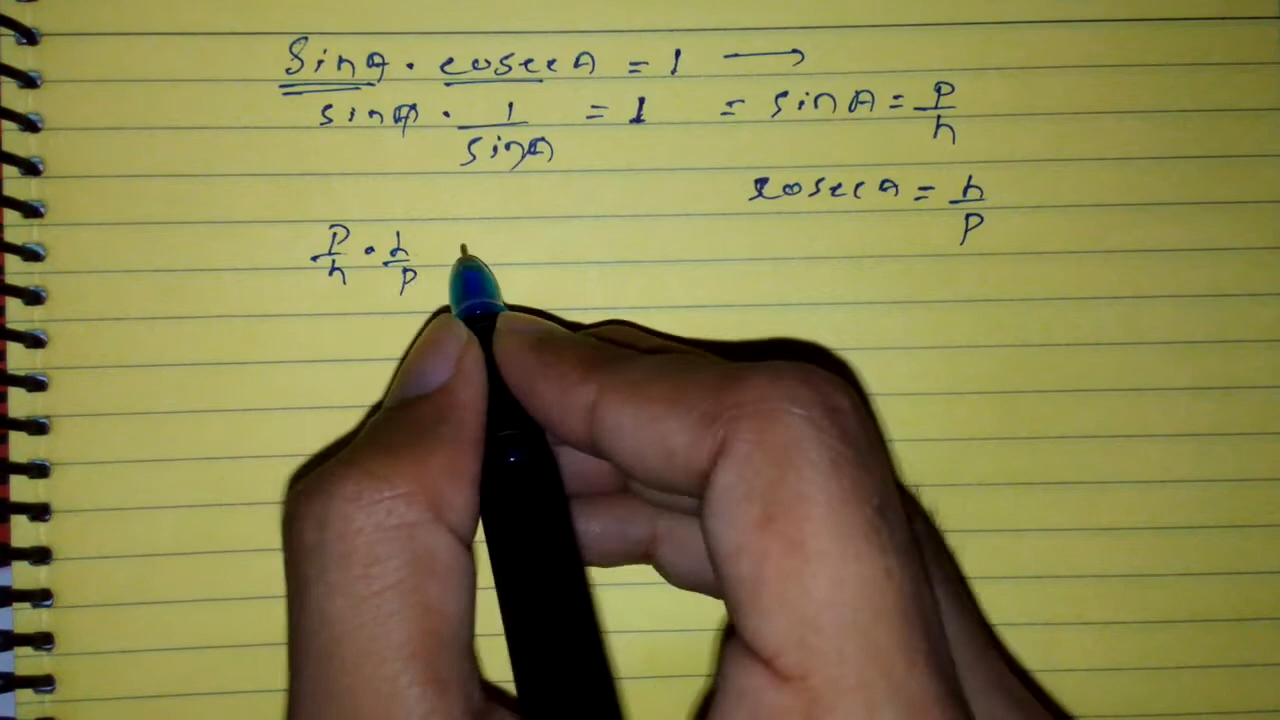 sinA · cosecA = 1 →
sinA · 1/sinA = 1 = sinA = P/h
cosecA = h/P
P/h · h/P